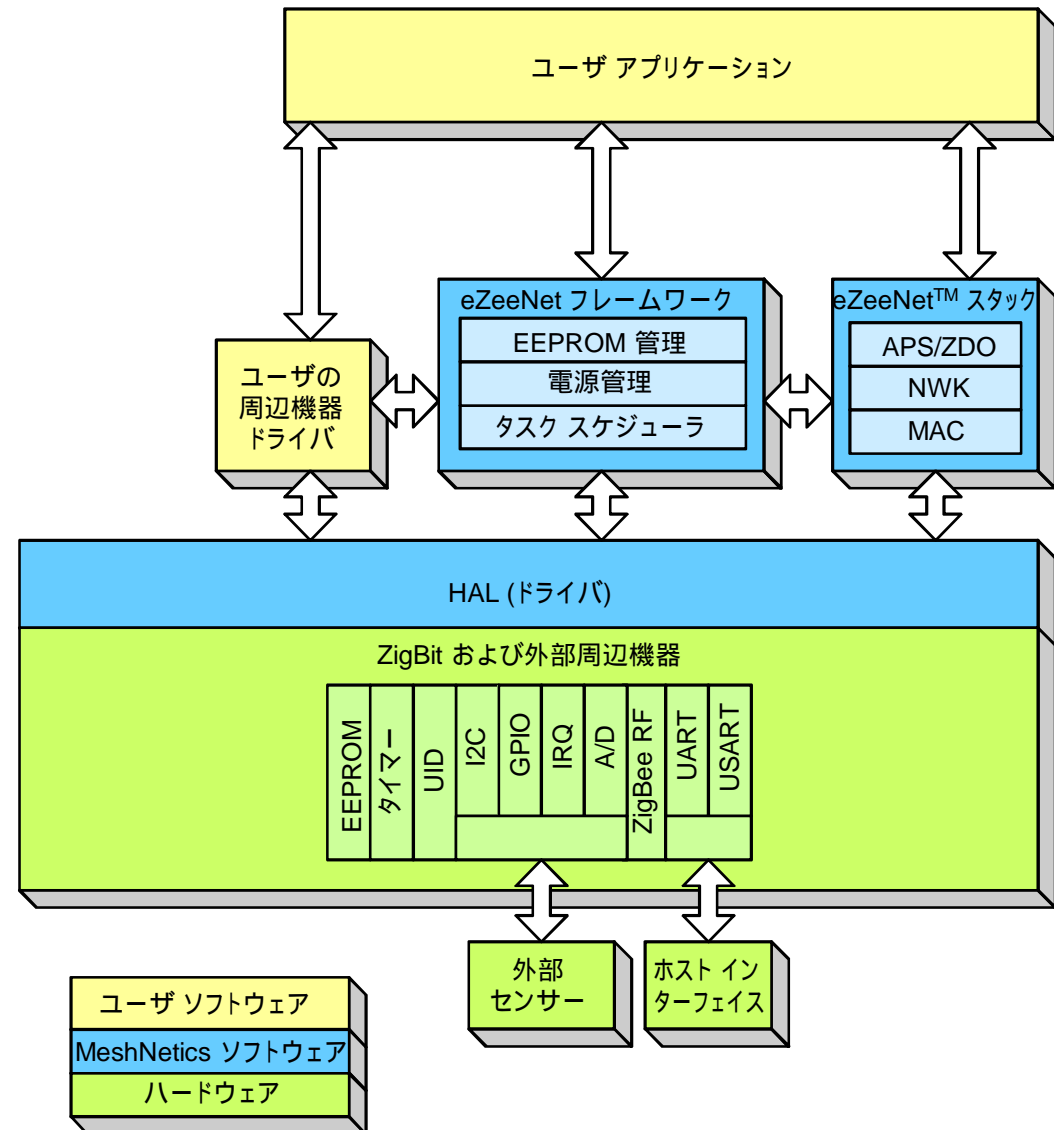 ユーザ アプリケーション
eZeeNet フレームワーク
EEPROM 管理
電源管理
タスク スケジューラ
eZeeNet™ スタック
APS/ZDO
NWK
MAC
ユーザの
周辺機器
ドライバ
HAL (ドライバ)
ZigBit および外部周辺機器
EEPROM
タイマー
UID
I2C
GPIO
IRQ
A/D
ZigBee RF
UART
USART
外部
センサー
ホスト イン
ターフェイス
ユーザ ソフトウェア
MeshNetics ソフトウェア
ハードウェア